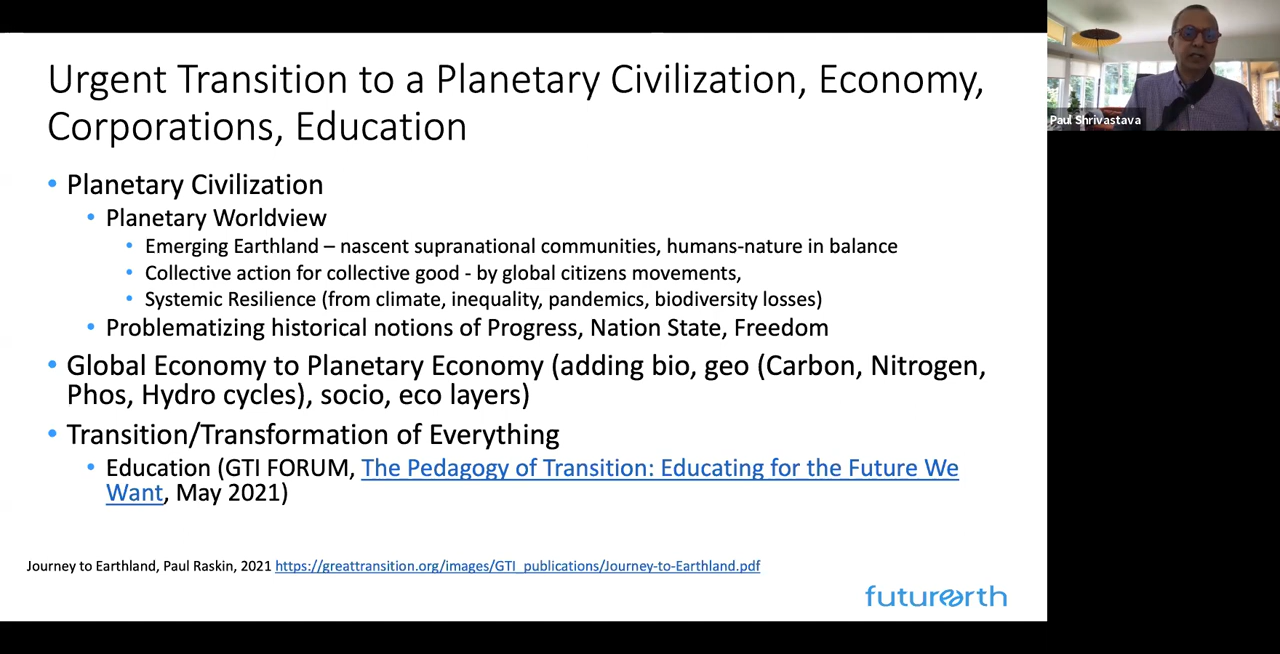 Urgent Transition to a Planetary Civilization, Economy,
Corporations, Education
• Planetary Civilization
• Planetary Worldview
• Emerging Earthland – nascent supranational communities, humans-nature in balance
• Collective action for collective good - by global citizens movements,
• Systemic Resilience (from climate, inequality, pandemics, biodiversity losses)
• Problematizing historical notions of Progress, Nation State, Freedom
• Global Economy to Planetary Economy (adding bio, geo (Carbon, Nitrogen,
Phos, Hydro cycles), socio, eco layers)
• Transition/Transformation of Everything
• Education (GTI FORUM, The Pedagogy of Transition: Educating for the Future We
Want, May 2021)
Journey to Earthland, Paul Raskin, 2021 https://greattransition.org/images/GTI_publications/Journey-to-Earthland.pdf
futurearth
Paul Shrivastava